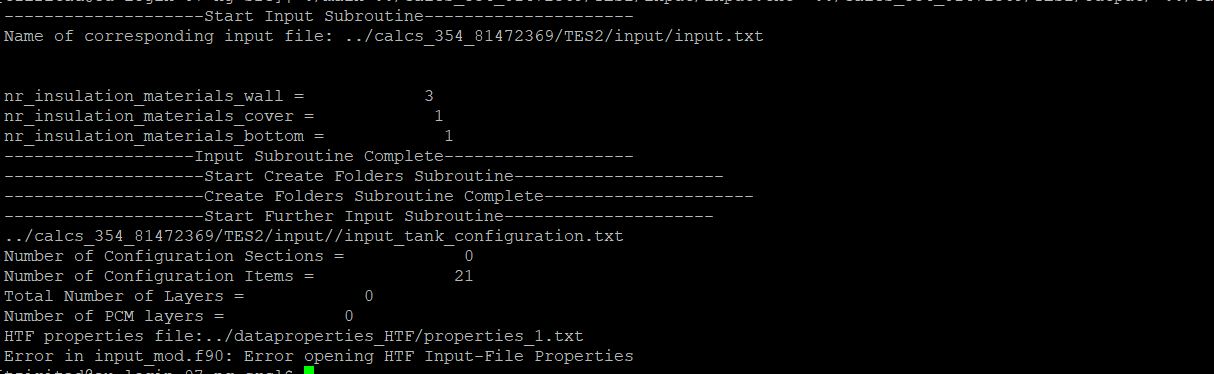 --------------------Start Input Subroutine---------------------
Name of corresponding input file: ../calcs_354_81472369/TES2/input/input.txt
nr_insulation_materials_wall =            3
nr_insulation_materials_cover =            1
nr_insulation_materials_bottom =            1
-------------------Input Subroutine Complete-------------------
--------------------Start Create Folders Subroutine---------------------
--------------------Create Folders Subroutine Complete---------------------
--------------------Start Further Input Subroutine---------------------
../calcs_354_81472369/TES2/input//input_tank_configuration.txt
Number of Configuration Sections =            0
Number of Configuration Items =              21
Total Number of Layers =            0
Number of PCM layers =            0
HTF properties file:../dataproperties_HTF/properties_1.txt
Error in input_mod.f90: Error opening HTF Input-File Properties